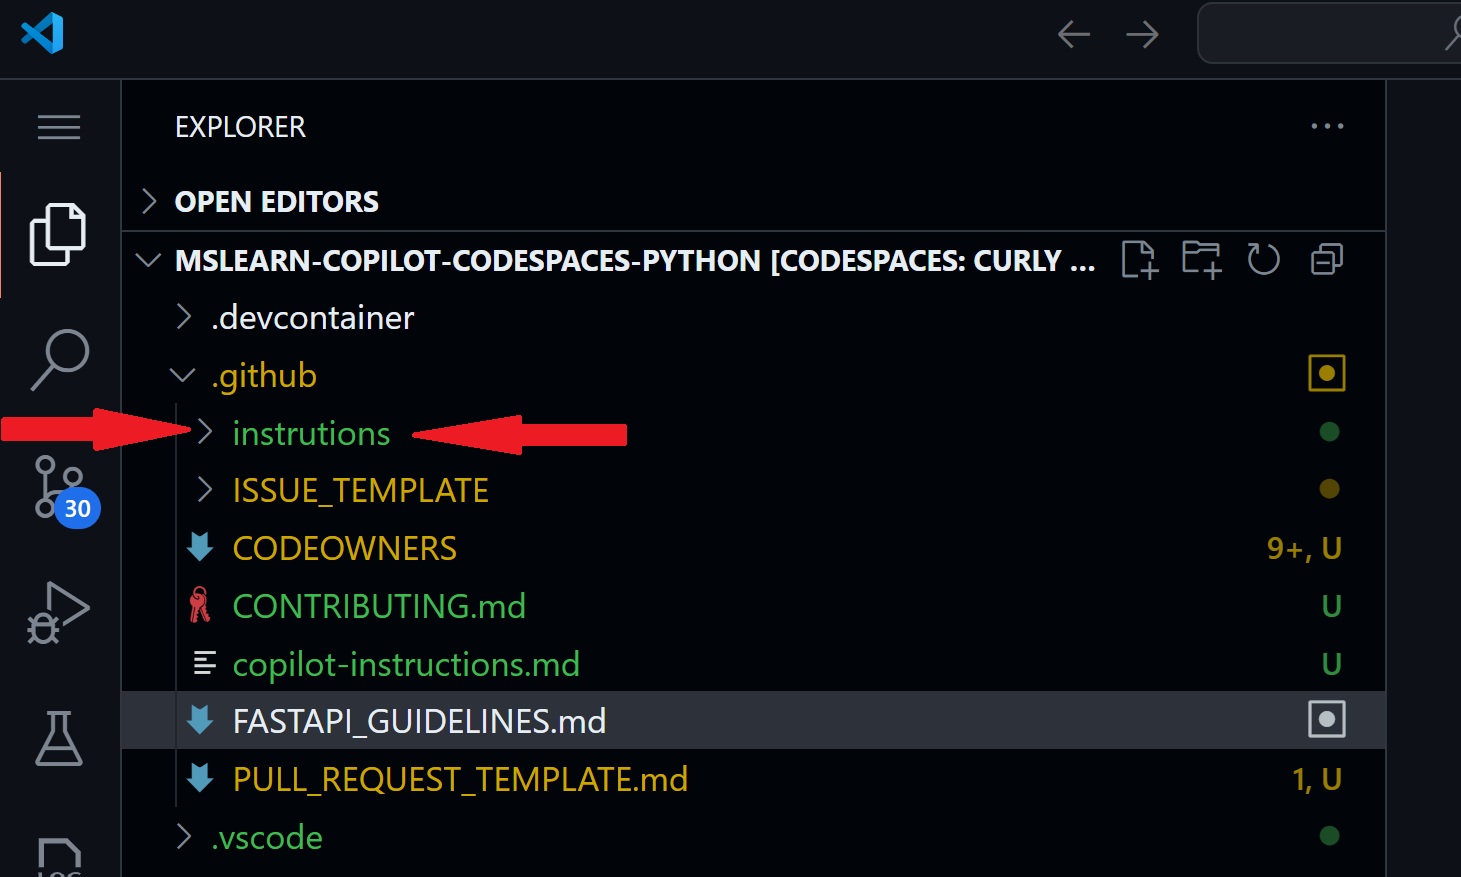 EXPLORER
OPEN EDITORS
MSLEARN-COPILOT-CODESPACES-PYTHON [CODESPACES: CURLY ...
.devcontainer
.github
instrutions
ISSUE_TEMPLATE
30
CODEOWNERS 9+, U
CONTRIBUTING.md U
copilot-instructions.md U
FASTAPI_GUIDELINES.md
PULL_REQUEST_TEMPLATE.md 1, U
.vscode